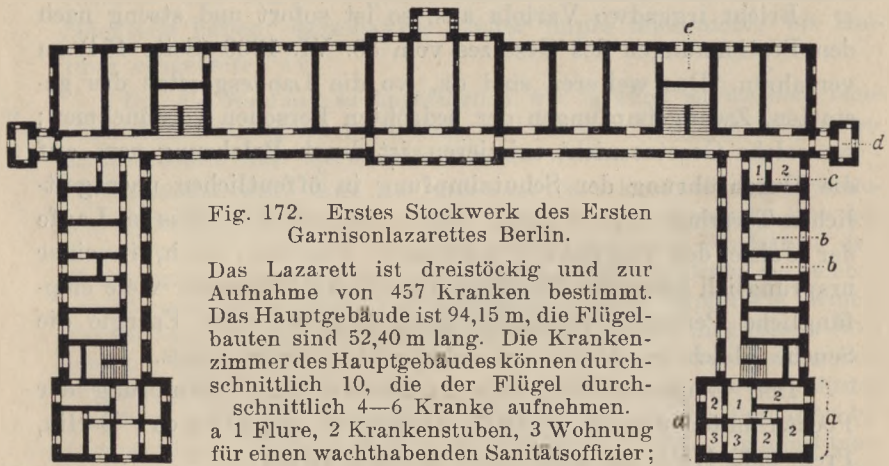 c
d
1 2
c
b
b
Fig. 172. Erstes Stockwerk des Ersten
Garnisonlazarettes Berlin.
Das Lazarett ist dreistöckig und zur
Aufnahme von 457 Kranken bestimmt.
Das Hauptgebäude ist 94,15 m, die Flügel-
bauten sind 52,40 m lang. Die Kranken-
zimmer des Hauptgebäudes können durch-
schnittlich 10, die der Flügel durch-
schnittlich 4—6 Kranke aufnehmen.
a 1 Flure, 2 Krankenstuben, 3 Wohnung
für einen wachthabenden Sanitätsoffizier;
2 1 2
1
a 2 a
3 3 2